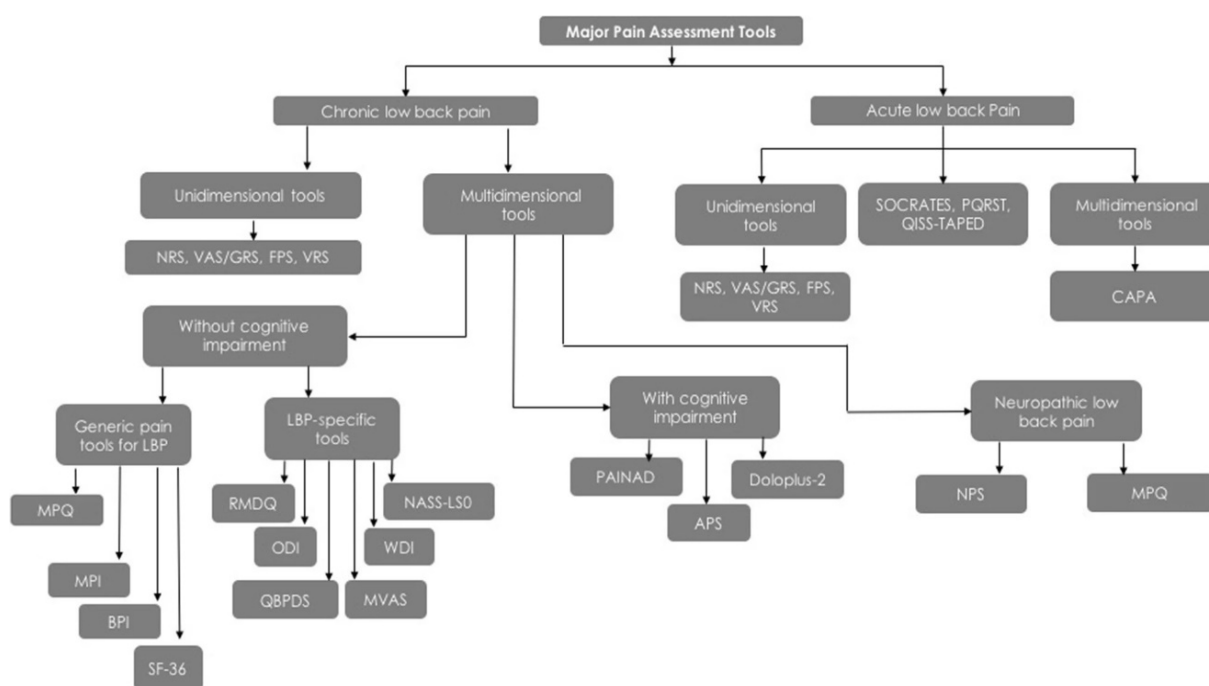 Major Pain Assessment Tools
Chronic low back pain
Acute low back Pain
Unidimensional tools
Multidimensional
tools
Unidimensional
tools
SOCRATES, PQRST,
QISS-TAPED
Multidimensional
tools
NRS, VAS/GRS, FPS, VRS
NRS, VAS/GRS, FPS,
VRS
CAPA
Without cognitive
impairment
With cognitive
impairment
Neuropathic low
back pain
Generic pain
tools for LBP
LBP-specific
tools
PAINAD
Doloplus-2
APS
NPS
MPQ
MPQ
MPI
BPI
SF-36
RMDQ
NASS-LS0
ODI
WDI
QBPDS
MVAS